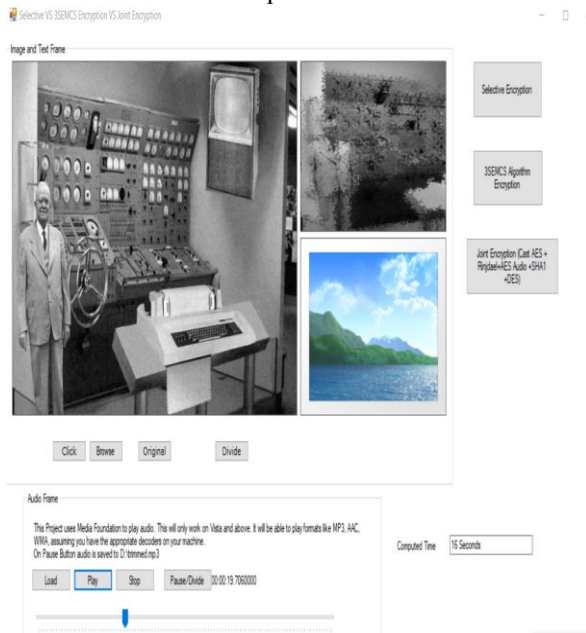 Selective VS 3SEMCS Encryption VS Joint Encryption
Image and Text Frame
Selective Encryption
3SEMCS Algorithm
Encryption
Joint Encryption (Cast AES +
Rinjdael+AES Audio +SHA1
+DES)
Click
Browse
Original
Divide
Audio Frame
This Project uses Media Foundation to play audio. This will only work on Vista and above. It will be able to play formats like MP3, AAC,
WMA, assuming you have the appropriate decoders on your machine.
On Pause Button audio is saved to D:\trimmed.mp3
Load
Play
Stop
Pause/Divide
00:00:19.7060000
Computed Time
16 Seconds